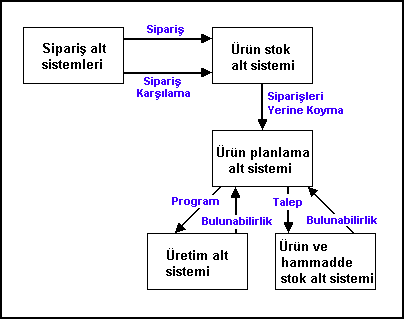 Sipariş
Sipariş alt
sistemleri
Ürün stok
alt sistemi
Sipariş
Karşılama
Siparişleri
Yerine Koyma
Ürün planlama
alt sistemi
Program
Talep
Bulunabilirlik
Bulunabilirlik
Üretim alt
sistemi
Ürün ve
hammadde
stok alt sistemi